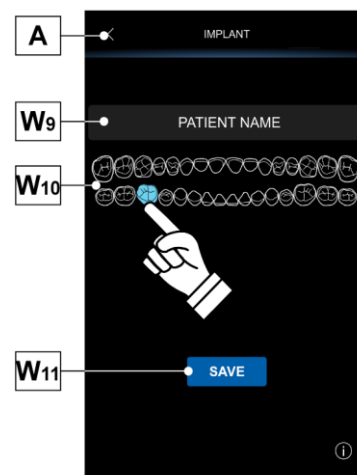 A
IMPLANT
W9
PATIENT NAME
W10
W11
SAVE
i